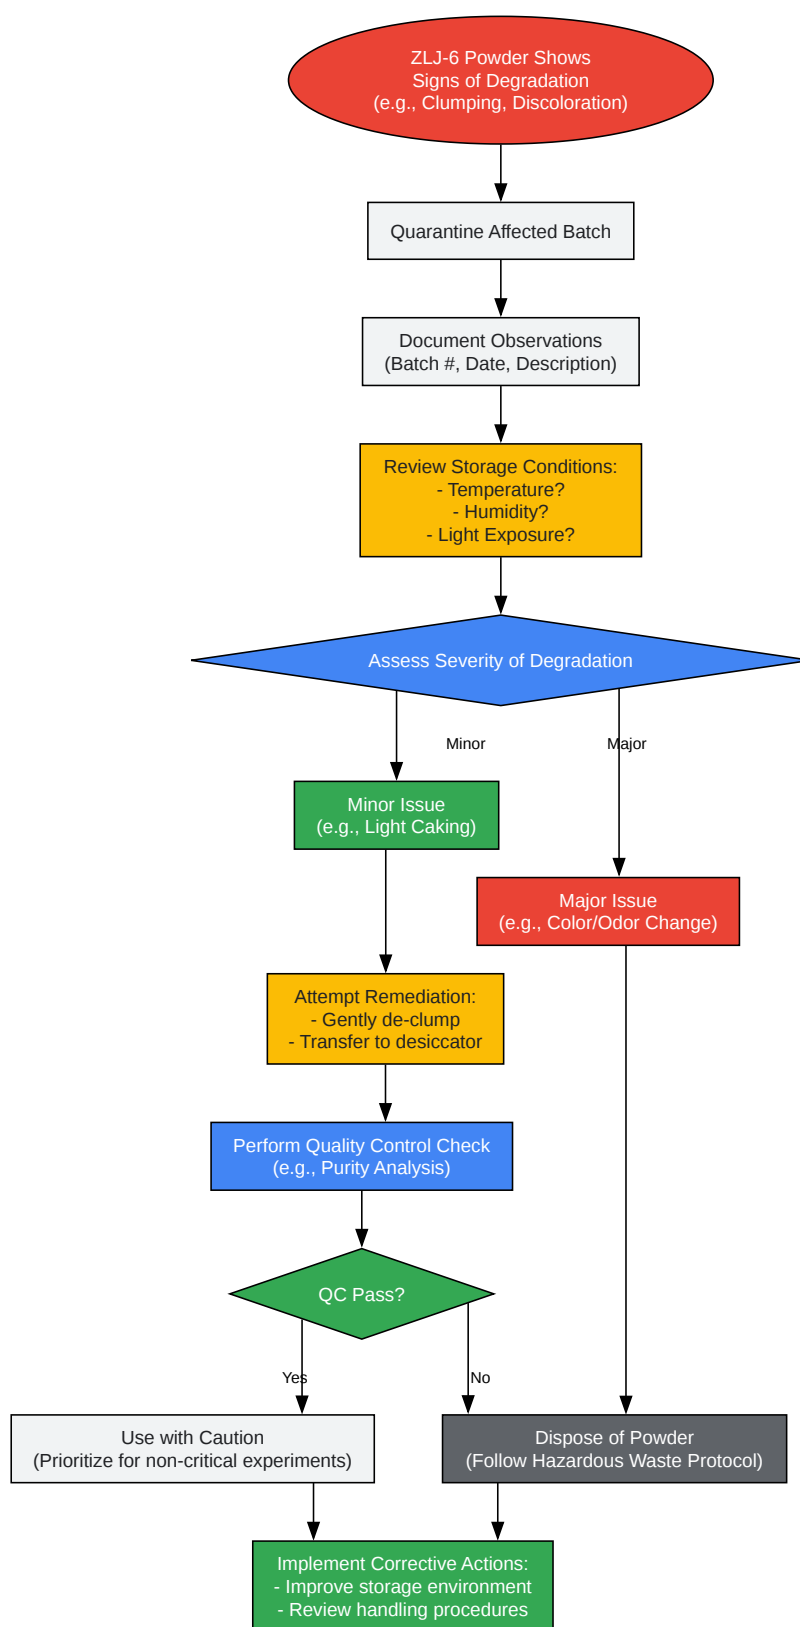 ZLJ-6 Powder Shows
Signs of Degradation
(e.g., Clumping, Discoloration)
Quarantine Affected Batch
Document Observations
(Batch #, Date, Description)
Review Storage Conditions:
- Temperature?
- Humidity?
- Light Exposure?
Assess Severity of Degradation
Minor
Major
Minor Issue
(e.g., Light Caking)
Major Issue
(e.g., Color/Odor Change)
Attempt Remediation:
- Gently de-clump
- Transfer to desiccator
Perform Quality Control Check
(e.g., Purity Analysis)
QC Pass?
Yes
No
Use with Caution
(Prioritize for non-critical experiments)
Dispose of Powder
(Follow Hazardous Waste Protocol)
Implement Corrective Actions:
- Improve storage environment
- Review handling procedures